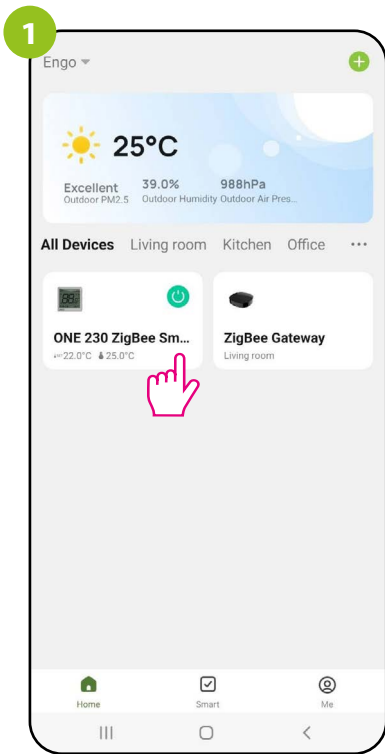 1
Engo
25°C
Excellent 39.0% 988hPa
Outdoor PM2.5 Outdoor Humidity Outdoor Air Pres...
All Devices Living room Kitchen Office ...
ONE 230 ZigBee Sm... ZigBee Gateway
22.0°C 25.0°C Living room
Home Smart Me